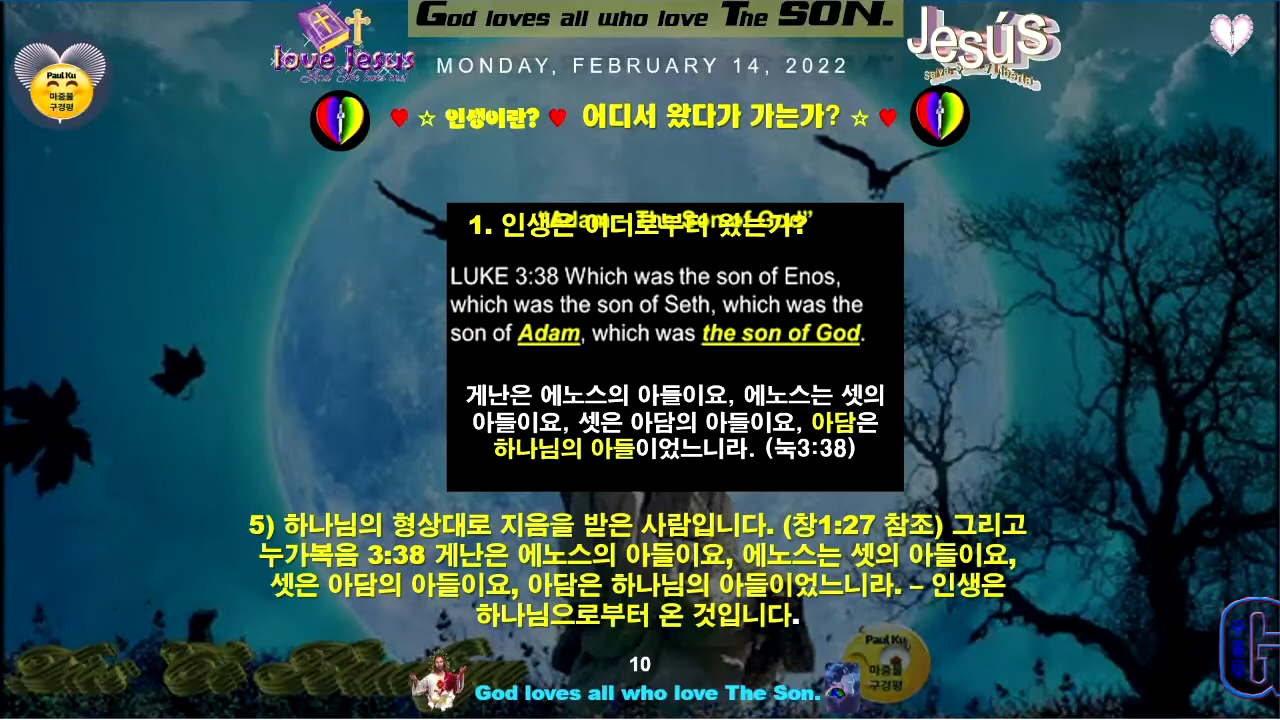 God loves all who love The SON.
love Jesus
Jesús
MONDAY, FEBRUARY 14, 2022
Paul Ku
마중물
구경평
♥ ☆ 인생이람? ♥ 어디서 왔다가 가는가? ☆ ♥
1. 인생은 어디로부터 왔는가?
LUKE 3:38 Which was the son of Enos,
which was the son of Seth, which was the
son of Adam, which was the son of God.
게난은 에노스의 아들이요, 에노스는 셋의
아들이요, 셋은 아담의 아들이요, 아담은
하나님의 아들이었느니라. (눅3:38)
5) 하나님의 형상대로 지음을 받은 사람입니다. (창1:27 참조) 그리고
누가복음 3:38 게난은 에노스의 아들이요, 에노스는 셋의 아들이요,
셋은 아담의 아들이요, 아담은 하나님의 아들이었느니라. – 인생은
하나님으로부터 온 것입니다.
10
God loves all who love The Son.
Paul Ku
마중물
구경평